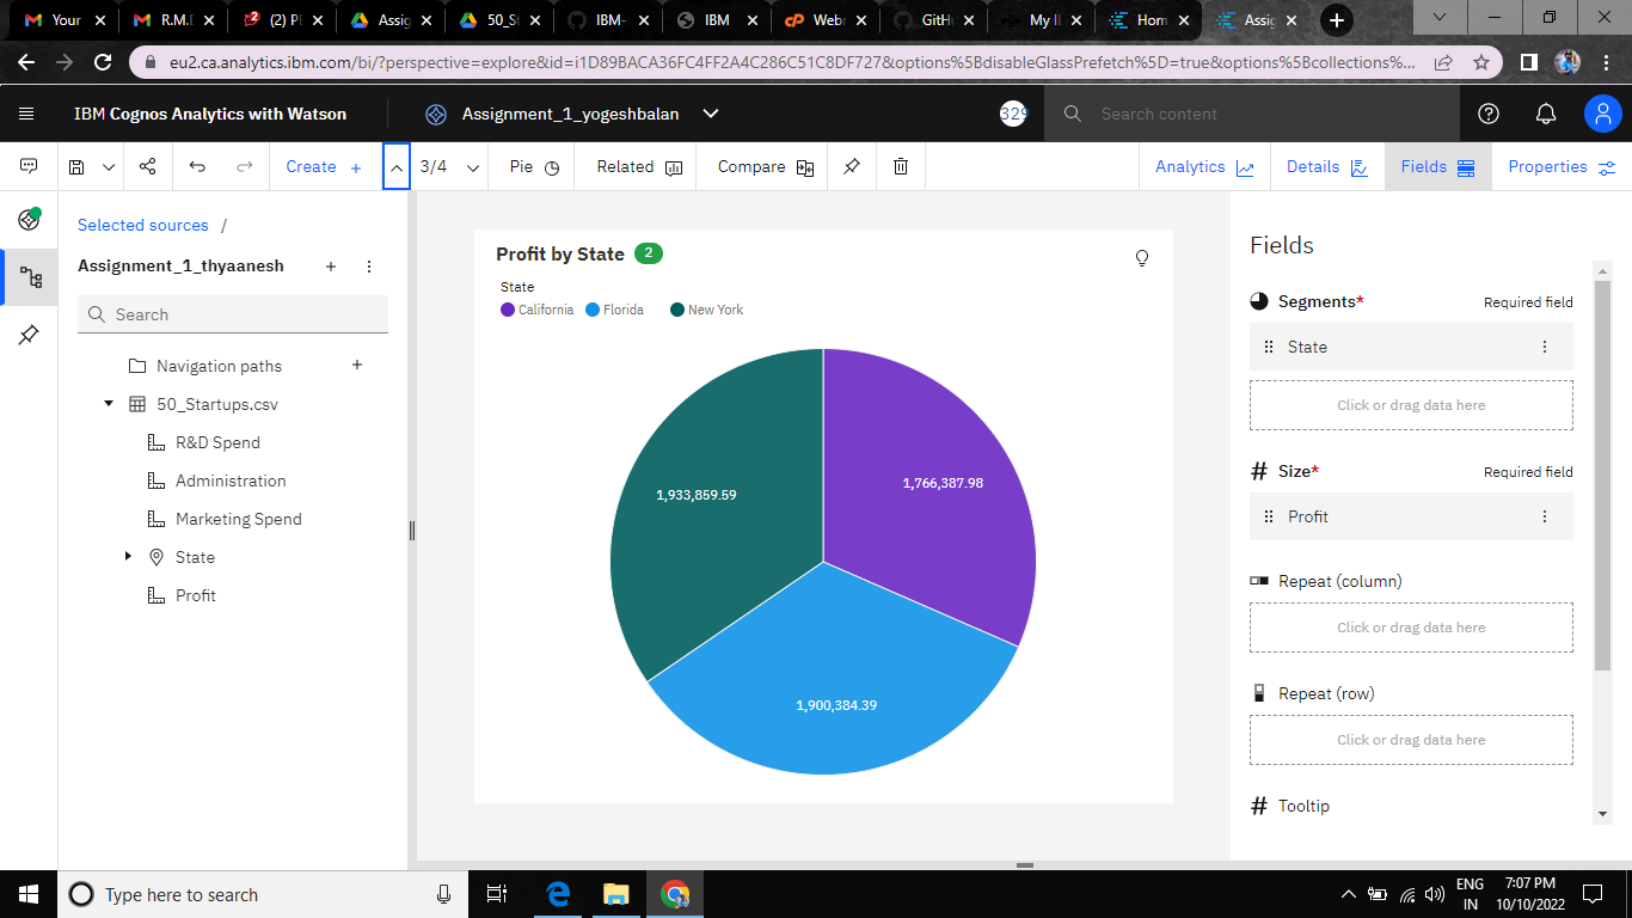 Your
R.M.I
(2) PI
Assig
50_St
IBM-
IBM
Webr
GitH
My I
Hom
Assig
eu2.ca.analytics.ibm.com/bi/?perspective=explore&id=i1D89BACA36FC4FF2A4C286C51C8DF727&options%5BdisableGlassPrefetch%5D=true&options%5Bcollections%...
IBM Cognos Analytics with Watson
Assignment_1_yogeshbalan
329
Search content
Create
3/4
Pie
Related
Compare
Analytics
Details
Fields
Properties
Selected sources /
Assignment_1_thyaanesh
Search
Navigation paths
50_Startups.csv
R&D Spend
Administration
Marketing Spend
State
Profit
Profit by State 2
State
California Florida New York
1,933,859.59
1,766,387.98
1,900,384.39
Fields
Segments* Required field
State
Click or drag data here
# Size* Required field
Profit
Repeat (column)
Click or drag data here
Repeat (row)
Click or drag data here
# Tooltip
Type here to search
ENG
IN
7:07 PM
10/10/2022